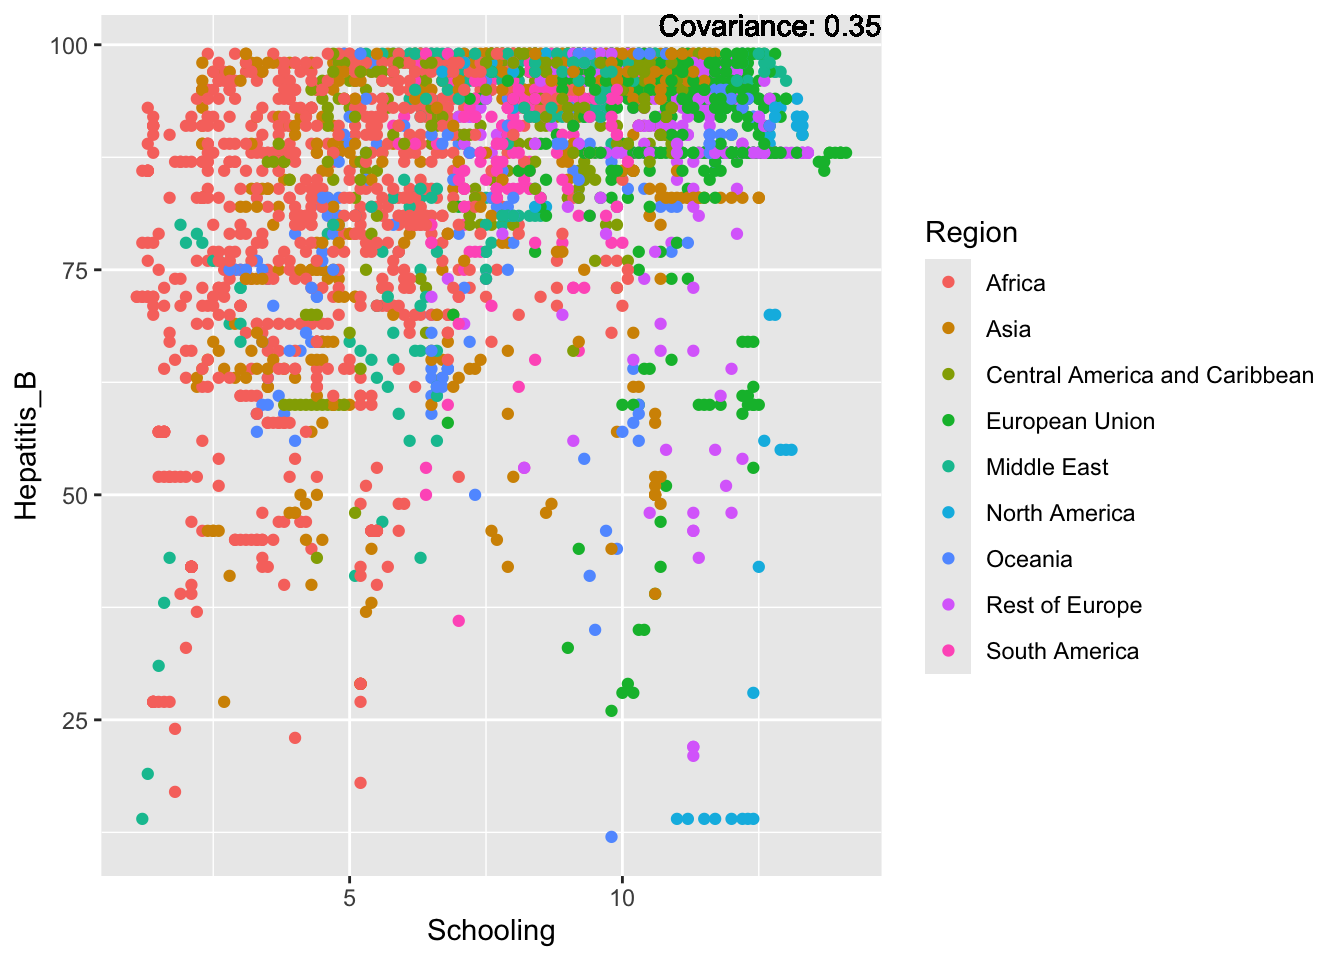 Covariance: 0.35
100
75
50
25
Hepatitis_B
5
10
Schooling
Region
Africa
Asia
Central America and Caribbean
European Union
Middle East
North America
Oceania
Rest of Europe
South America